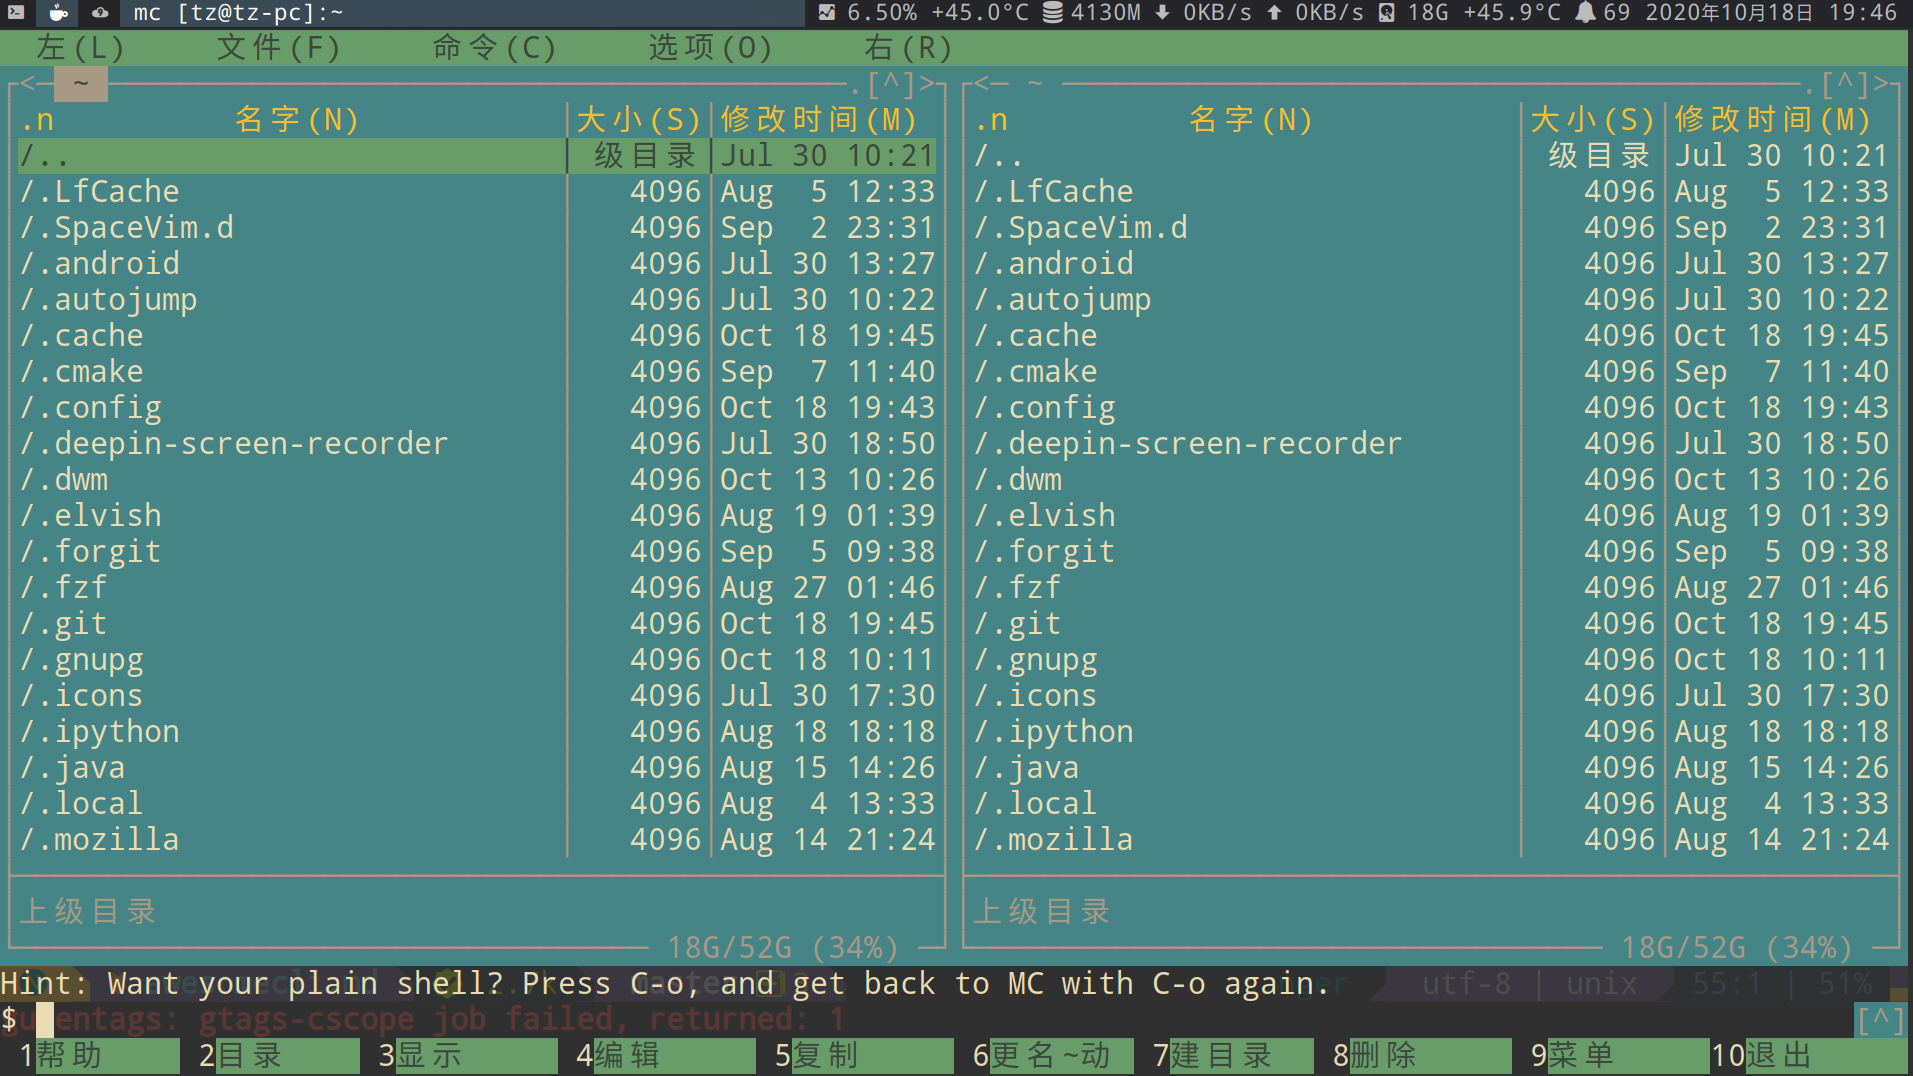 mc [tz@tz-pc]:~ 6.50% +45.0°C 4130M 0KB/s 0KB/s 18G +45.9°C 69 2020年10月18日 19:46
左(L) 文件(F) 命令(C) 选项(O) 右(R)
<─ ~ .[^]> <─ ~ .[^]>
.n 名字(N) 大小(S) 修改时间(M) .n 名字(N) 大小(S) 修改时间(M)
/.. 级目录 Jul 30 10:21 /.. 级目录 Jul 30 10:21
/.LfCache 4096 Aug 5 12:33 /.LfCache 4096 Aug 5 12:33
/.SpaceVim.d 4096 Sep 2 23:31 /.SpaceVim.d 4096 Sep 2 23:31
/.android 4096 Jul 30 13:27 /.android 4096 Jul 30 13:27
/.autojump 4096 Jul 30 10:22 /.autojump 4096 Jul 30 10:22
/.cache 4096 Oct 18 19:45 /.cache 4096 Oct 18 19:45
/.cmake 4096 Sep 7 11:40 /.cmake 4096 Sep 7 11:40
/.config 4096 Oct 18 19:43 /.config 4096 Oct 18 19:43
/.deepin-screen-recorder 4096 Jul 30 18:50 /.deepin-screen-recorder 4096 Jul 30 18:50
/.dwm 4096 Oct 13 10:26 /.dwm 4096 Oct 13 10:26
/.elvish 4096 Aug 19 01:39 /.elvish 4096 Aug 19 01:39
/.forgit 4096 Sep 5 09:38 /.forgit 4096 Sep 5 09:38
/.fzf 4096 Aug 27 01:46 /.fzf 4096 Aug 27 01:46
/.git 4096 Oct 18 19:45 /.git 4096 Oct 18 19:45
/.gnupg 4096 Oct 18 10:11 /.gnupg 4096 Oct 18 10:11
/.icons 4096 Jul 30 17:30 /.icons 4096 Jul 30 17:30
/.ipython 4096 Aug 18 18:18 /.ipython 4096 Aug 18 18:18
/.java 4096 Aug 15 14:26 /.java 4096 Aug 15 14:26
/.local 4096 Aug 4 13:33 /.local 4096 Aug 4 13:33
/.mozilla 4096 Aug 14 21:24 /.mozilla 4096 Aug 14 21:24
上级目录 上级目录
18G/52G (34%) 18G/52G (34%)
Hint: Want your plain shell? Press C-o, and get back to MC with C-o again. utf-8 | unix 55:1 | 51%
$ entags: gtags-cscope job failed, returned: 1 [^]
1帮助 2目录 3显示 4编辑 5复制 6更名~动 7建目录 8删除 9菜单 10退出